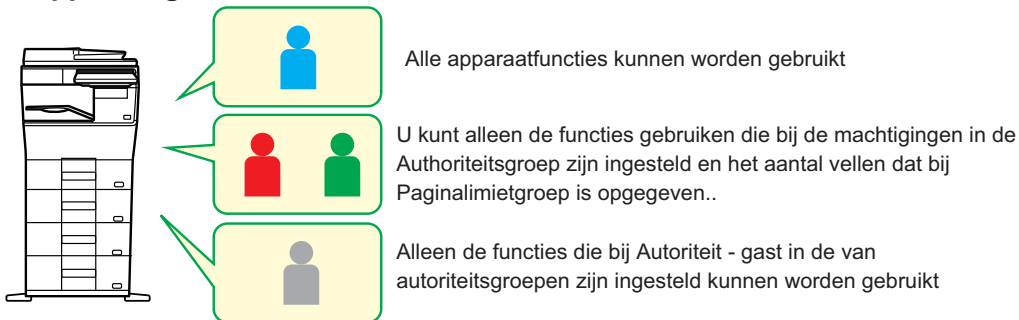 Alle apparaatfuncties kunnen worden gebruikt
U kunt alleen de functies gebruiken die bij de machtigingen in de
Authoriteitsgroep zijn ingesteld en het aantal vellen dat bij
Paginalimietgroep is opgegeven..
Alleen de functies die bij Autoriteit - gast in de van
autoriteitsgroepen zijn ingesteld kunnen worden gebruikt